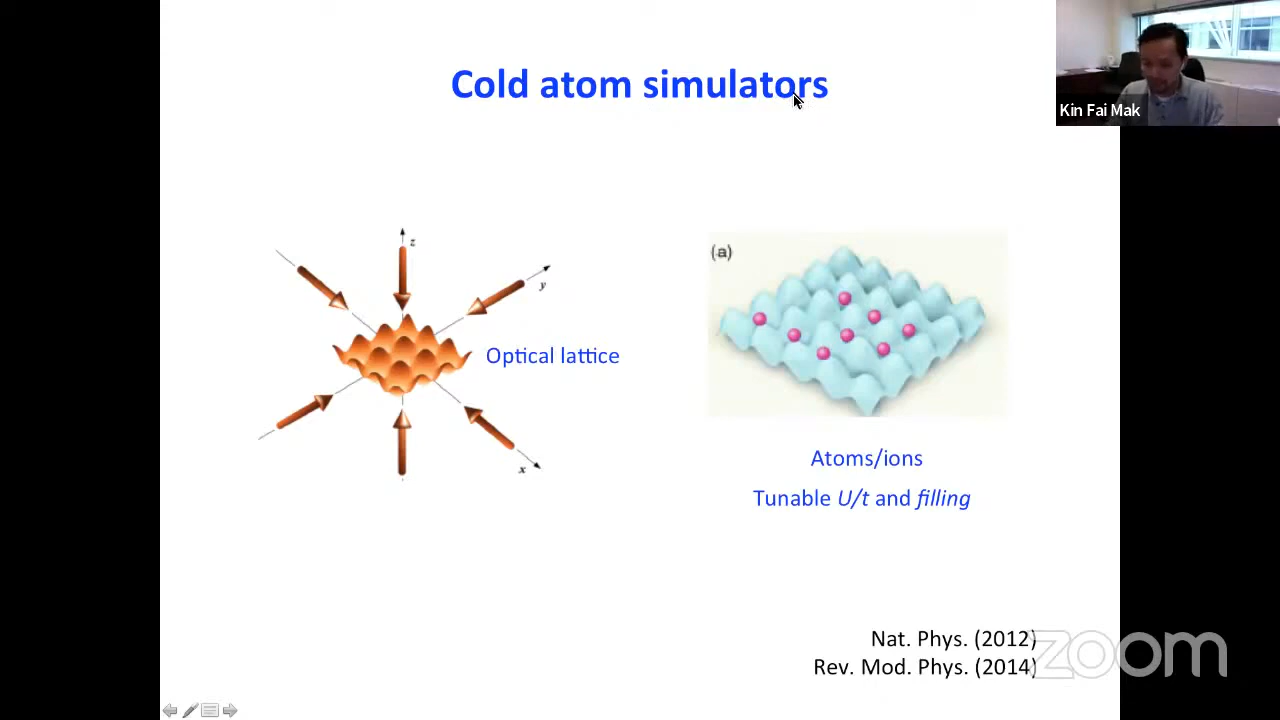 Cold atom simulators
Kin Fai Mak
z
y
(a)
Optical lattice
x
Atoms/ions
Tunable U/t and filling
Nat. Phys. (2012)
Rev. Mod. Phys. (2014)
zoom